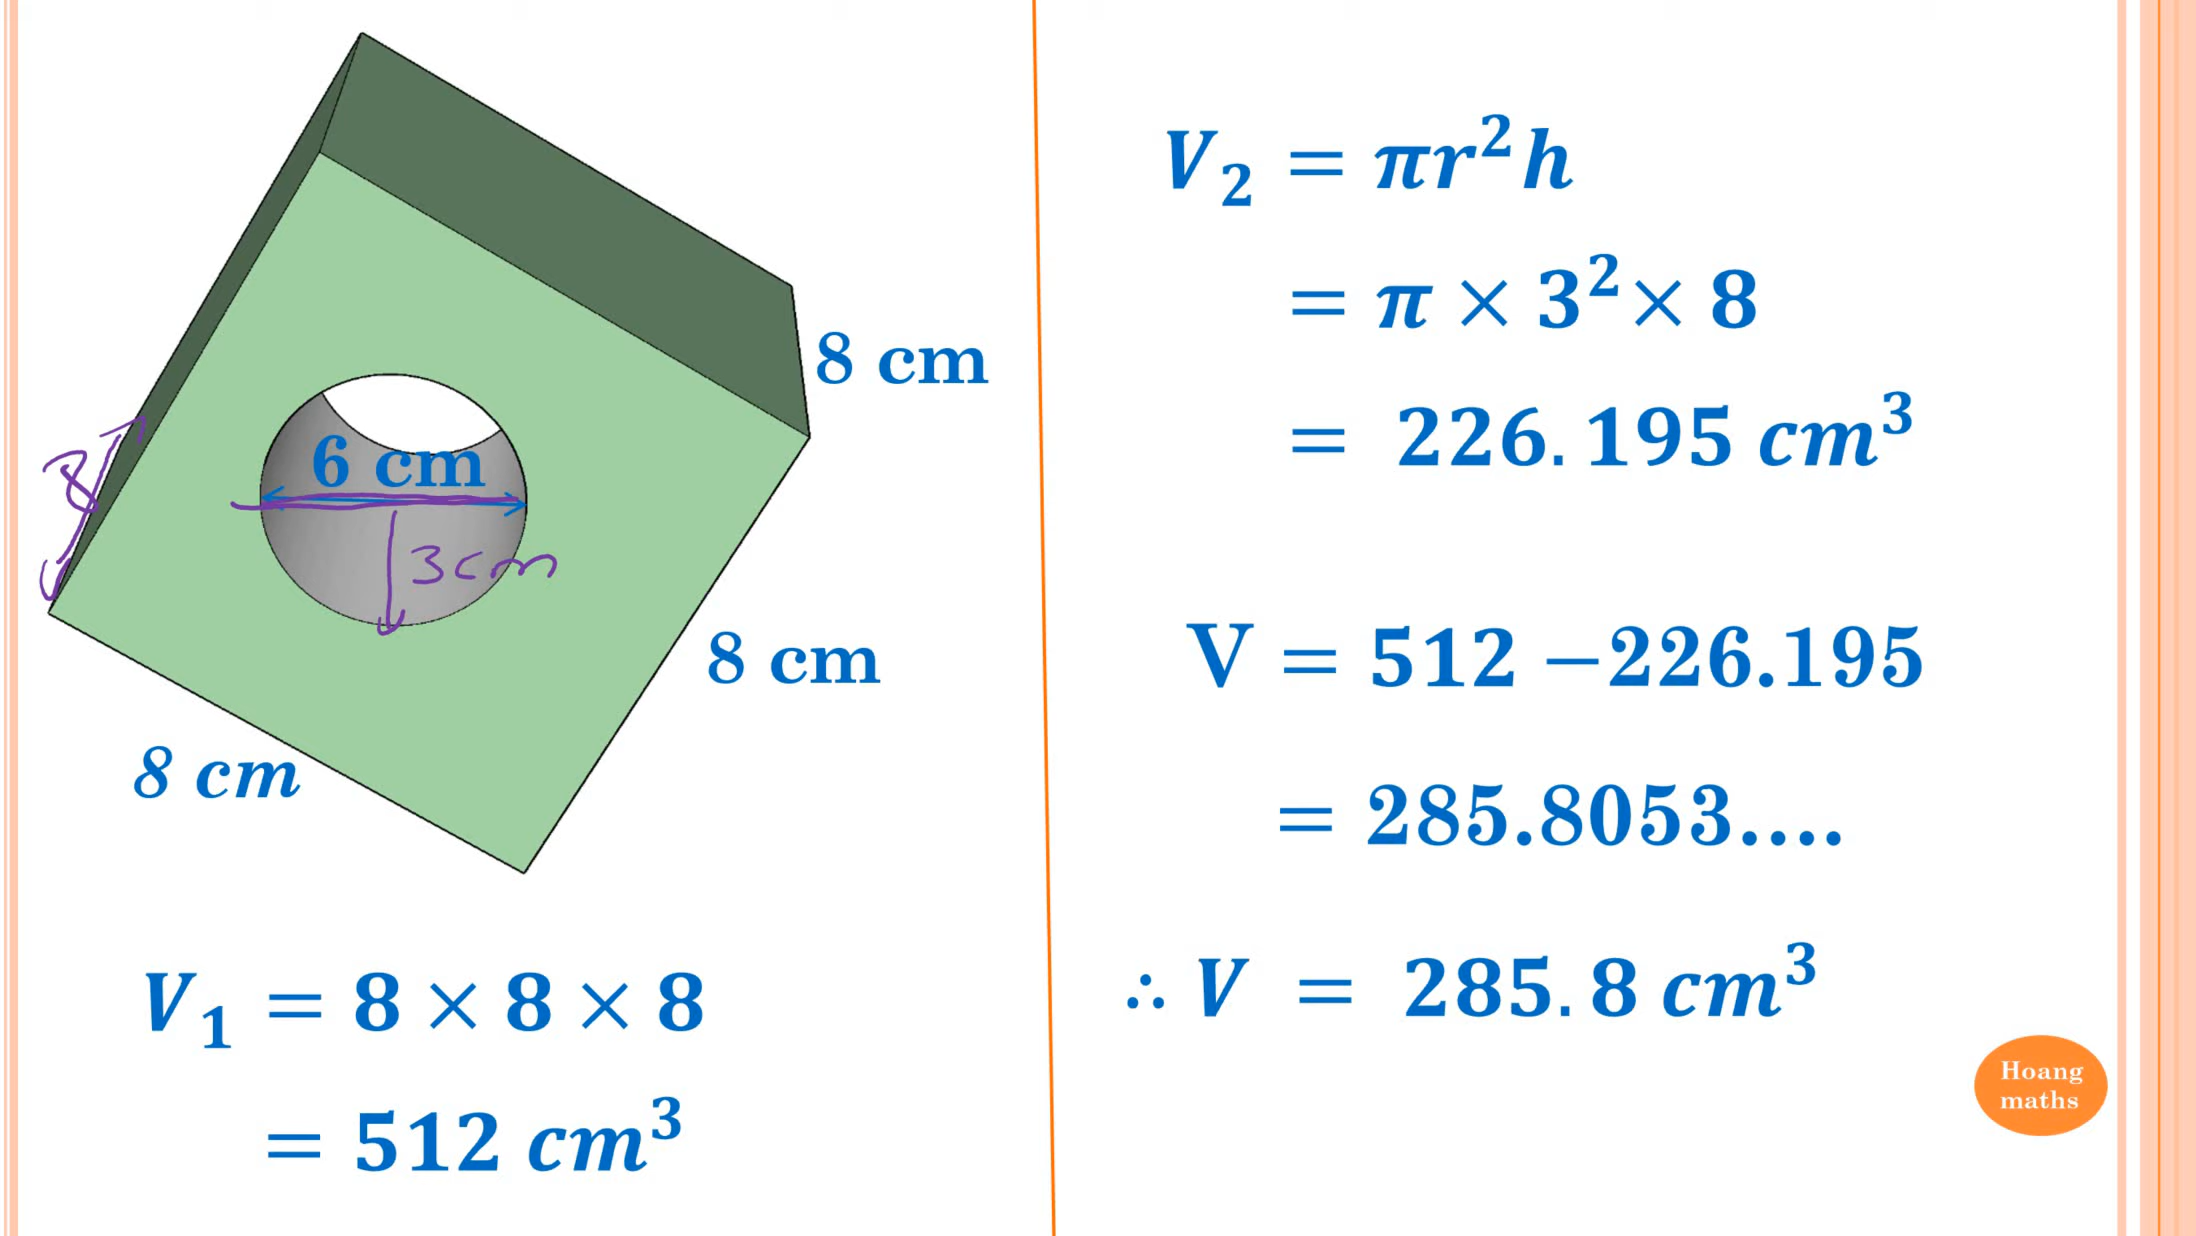 8 cm
6 cm
8
3cm
8 cm
8 cm
V₁ = 8 × 8 × 8
= 512 cm³
V₂ = πr²h
= π × 3² × 8
= 226.195 cm³
V = 512 −226.195
= 285.8053....
∴ V = 285.8 cm³
Hoang
maths